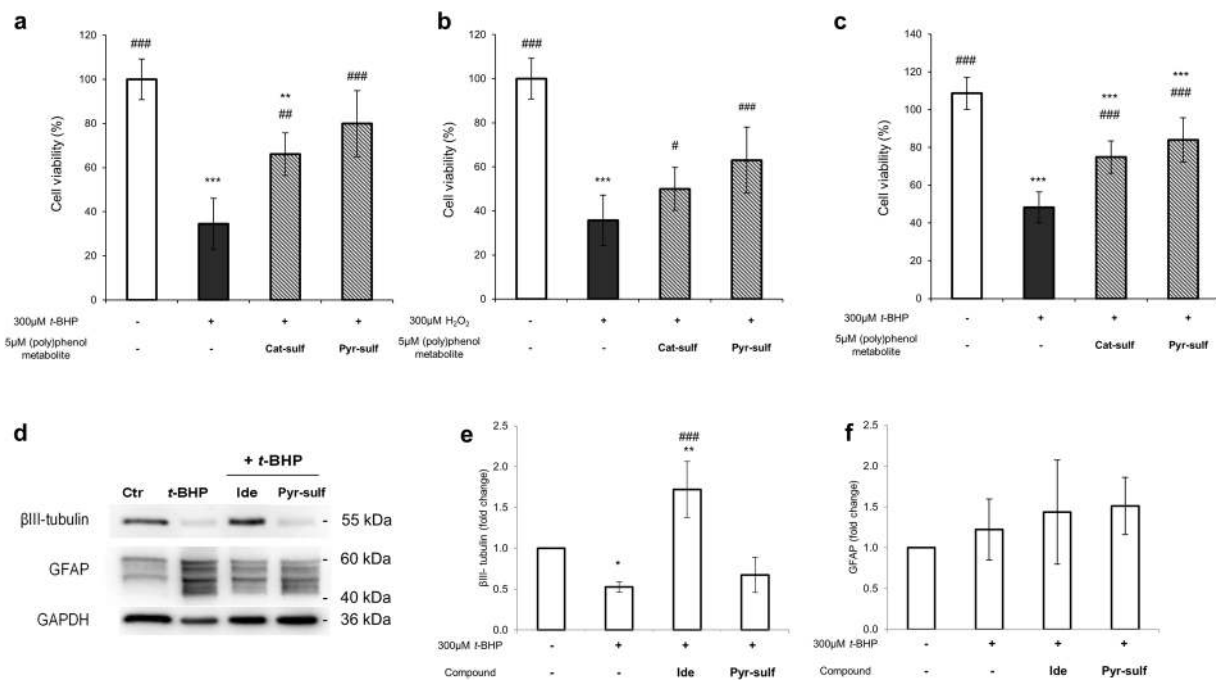 a
###
***
**
##
###
Cell viability (%)
120
100
80
60
40
20
0
300µM t-BHP - + + +
5µM (poly)phenol
metabolite - - Cat-sulf Pyr-sulf
b
###
***
#
###
Cell viability (%)
120
100
80
60
40
20
0
300µM H₂O₂ - + + +
5µM (poly)phenol
metabolite - - Cat-sulf Pyr-sulf
c
###
***
***
###
***
###
Cell viability (%)
140
120
100
80
60
40
20
0
300µM t-BHP - + + +
5µM (poly)phenol
metabolite - - Cat-sulf Pyr-sulf
d
+ t-BHP
Ctr t-BHP Ide Pyr-sulf
βIII-tubulin - 55 kDa
GFAP - 60 kDa
- 40 kDa
GAPDH - 36 kDa
e
βIII- tubulin (fold change)
2.5
2.0
1.5
1.0
0.5
0.0
*
###
**
300µM t-BHP - + + +
Compound - - Ide Pyr-sulf
f
GFAP (fold change)
2.5
2.0
1.5
1.0
0.5
0.0
300µM t-BHP - + + +
Compound - - Ide Pyr-sulf